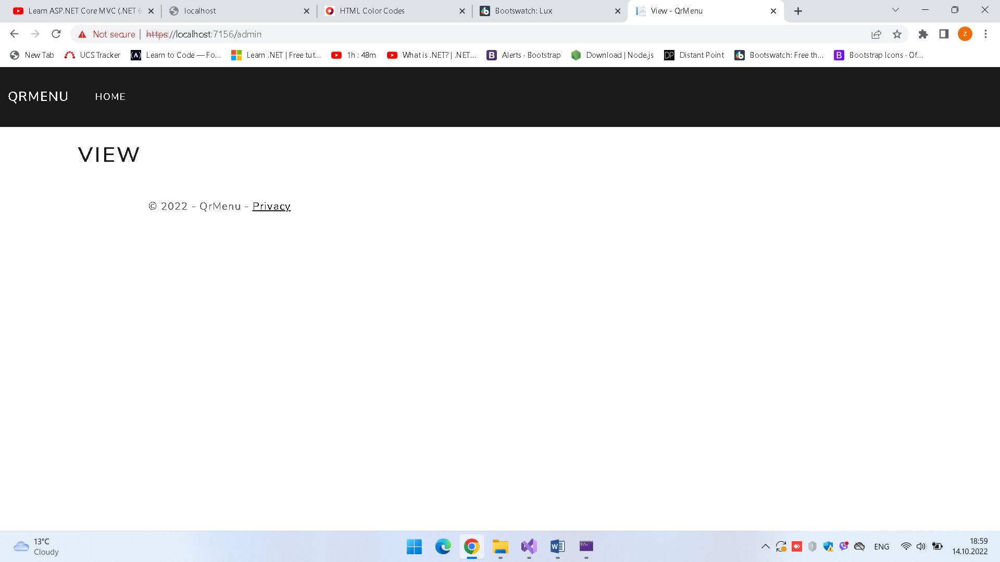 Learn ASP.NET Core MVC (.NET 6
localhost
HTML Color Codes
Bootswatch: Lux
View - QrMenu
Not secure | https://localhost:7156/admin
z
New Tab
UCS Tracker
Learn to Code — Fo...
Learn .NET | Free tut...
1h : 48m
What is .NET? | .NET...
B Alerts · Bootstrap
Download | Node.js
DP Distant Point
b Bootswatch: Free th...
B Bootstrap Icons · Of...
QRMENU HOME
VIEW
© 2022 - QrMenu - Privacy
13°C
Cloudy
ENG
18:59
14.10.2022